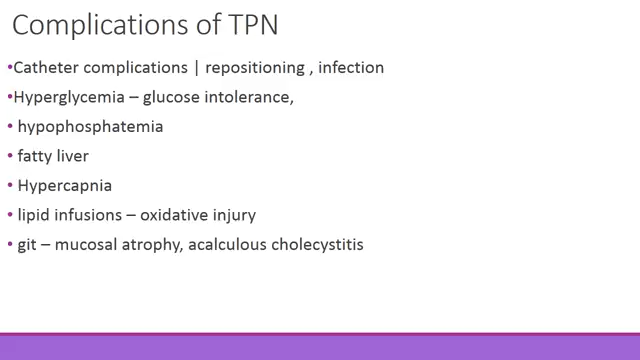 Complications of TPN
•Catheter complications | repositioning , infection
•Hyperglycemia – glucose intolerance,
• hypophosphatemia
• fatty liver
• Hypercapnia
• lipid infusions – oxidative injury
• git – mucosal atrophy, acalculous cholecystitis